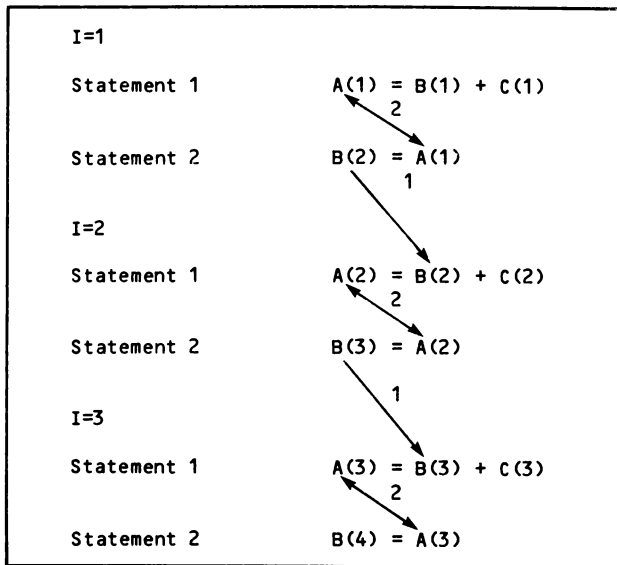 I=1
Statement 1 A(1) = B(1) + C(1)
2
Statement 2 B(2) = A(1)
1
I=2
Statement 1 A(2) = B(2) + C(2)
2
Statement 2 B(3) = A(2)
1
I=3
Statement 1 A(3) = B(3) + C(3)
2
Statement 2 B(4) = A(3)